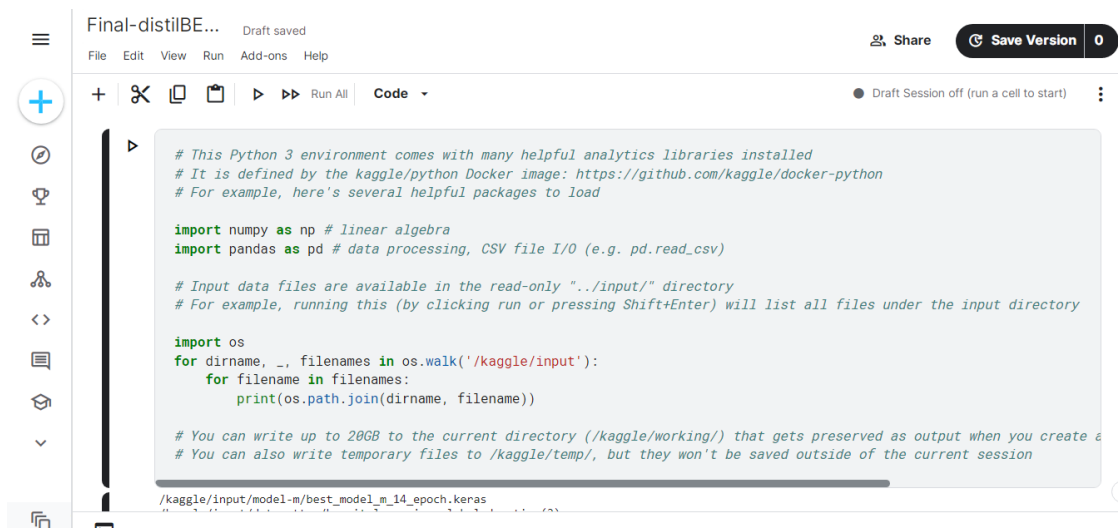 Final-distilBE...
Draft saved
File Edit View Run Add-ons Help
Share
Save Version 0
Run All
Code
Draft Session off (run a cell to start)
# This Python 3 environment comes with many helpful analytics libraries installed
# It is defined by the kaggle/python Docker image: https://github.com/kaggle/docker-python
# For example, here's several helpful packages to load
import numpy as np # linear algebra
import pandas as pd # data processing, CSV file I/O (e.g. pd.read_csv)
# Input data files are available in the read-only "../input/" directory
# For example, running this (by clicking run or pressing Shift+Enter) will list all files under the input directory
import os
for dirname, _, filenames in os.walk('/kaggle/input'):
    for filename in filenames:
        print(os.path.join(dirname, filename))
# You can write up to 20GB to the current directory (/kaggle/working/) that gets preserved as output when you create a
# You can also write temporary files to /kaggle/temp/, but they won't be saved outside of the current session
/kaggle/input/model-m/best_model_m_14_epoch.keras